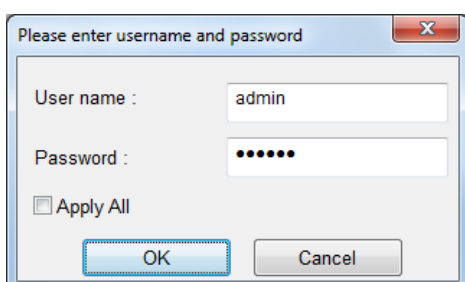 Please enter username and password
User name :
admin
Password :
••••••
Apply All
OK
Cancel